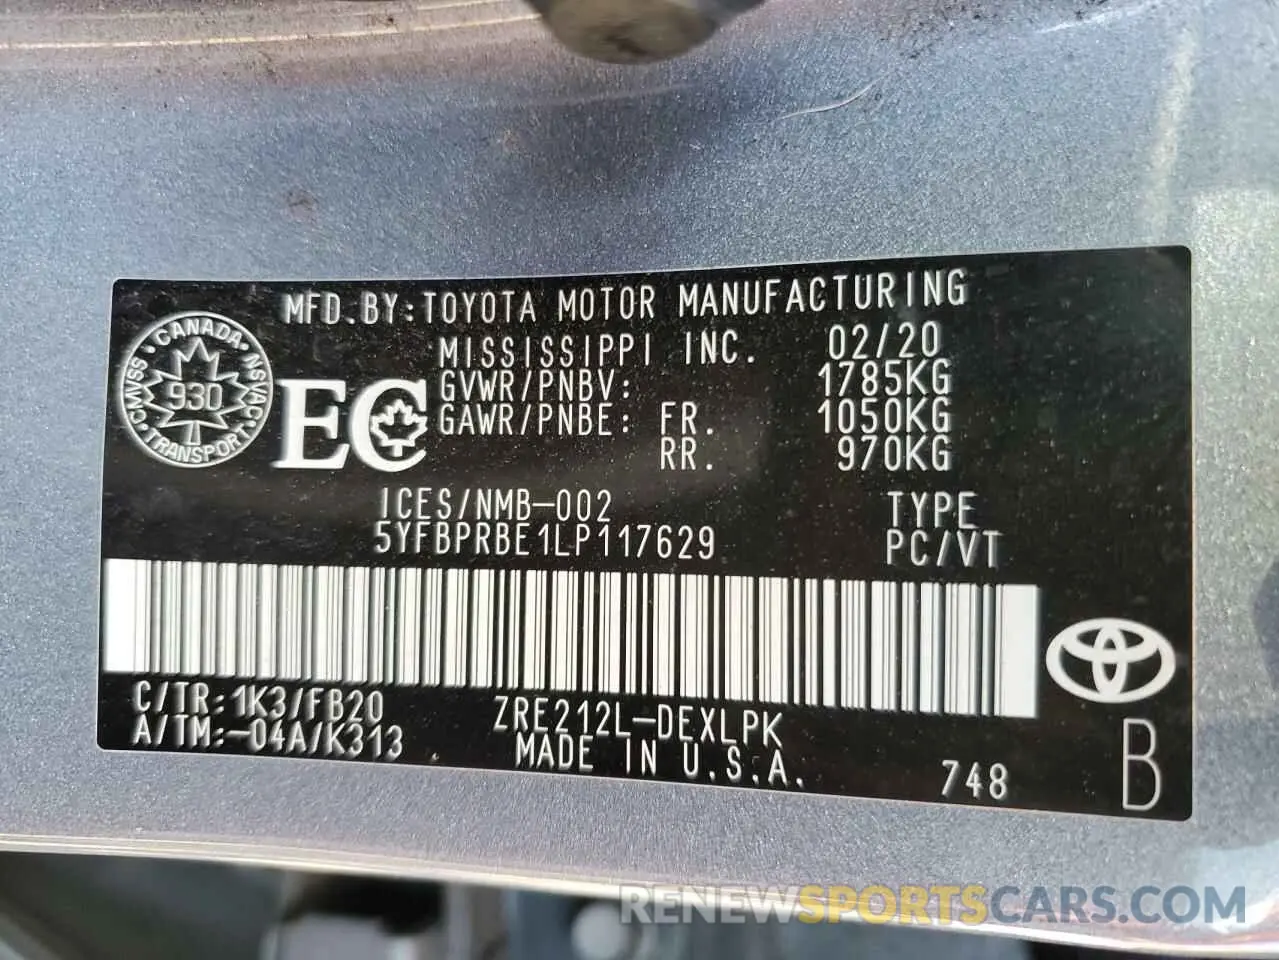 MFD.BY:TOYOTA MOTOR MANUFACTURING
MISSISSIPPI INC. 02/20
GVWR/PNBV: 1785KG
GAWR/PNBE: FR. 1050KG
RR. 970KG
CANADA
CMVSS
930
NSVAC
TRANSPORT
EC
ICES/NMB-002
TYPE
5YFBPRBE1LP117629
PC/VT
C/TR:1K3/FB20
A/TM:-04A/K313
ZRE212L-DEXLPK
MADE IN U.S.A.
748
B
RENEWSPORTSCARS.COM